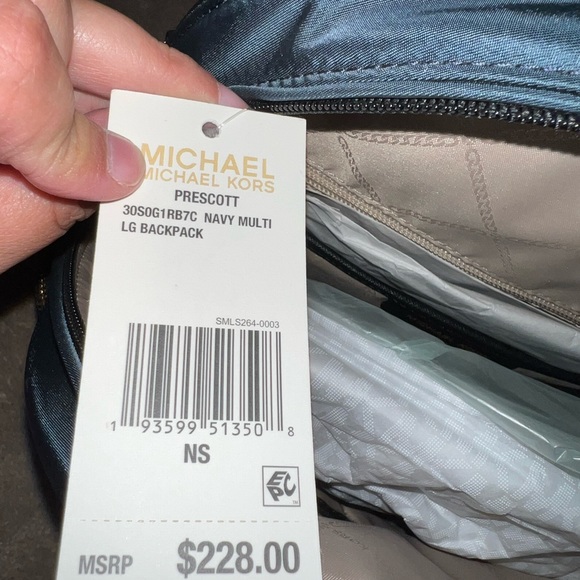 MICHAEL
MICHAEL KORS
PRESCOTT
30S0G1RB7C NAVY MULTI
LG BACKPACK
SMLS264-0003
1 93599 51350 8
NS
EPC
MSRP $228.00